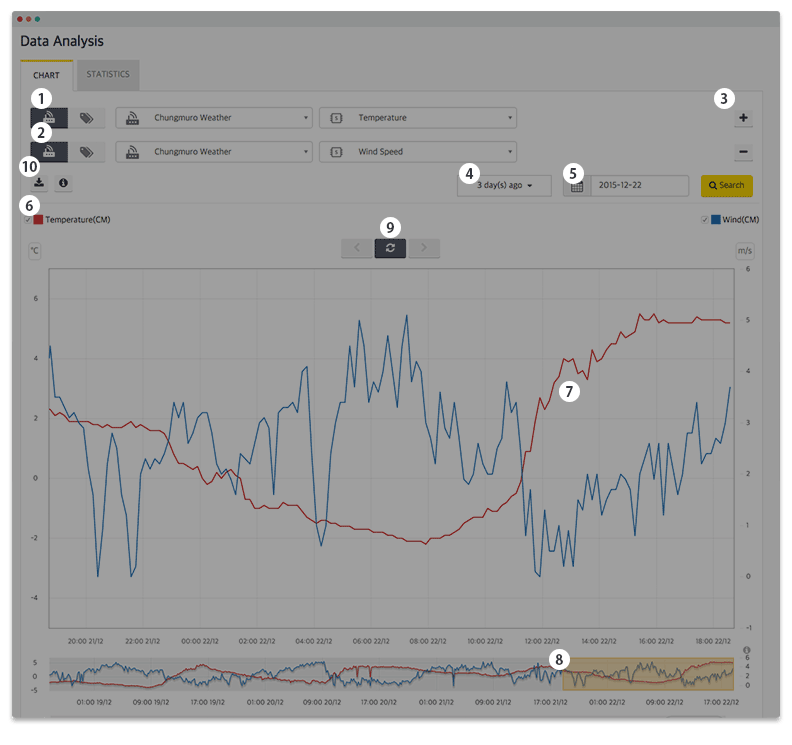 Data Analysis
CHART STATISTICS
1 3
Chungmuro Weather Temperature +
2
Chungmuro Weather Wind Speed −
10 4 5
3 day(s) ago 2015-12-22 Search
6
Temperature(CM) 9 Wind(CM)
°C m/s
6
6 5
4 4
7
2 3
0 2
-2 1
0
-4
-1
20:00 21/12 22:00 21/12 00:00 22/12 02:00 22/12 04:00 22/12 06:00 22/12 08:00 22/12 10:00 22/12 12:00 22/12 14:00 22/12 16:00 22/12 18:00 22/12
8
5 6
4
0 2
-5 0
01:00 19/12 09:00 19/12 17:00 19/12 01:00 20/12 09:00 20/12 17:00 20/12 01:00 21/12 09:00 21/12 17:00 21/12 01:00 22/12 09:00 22/12 17:00 22/12